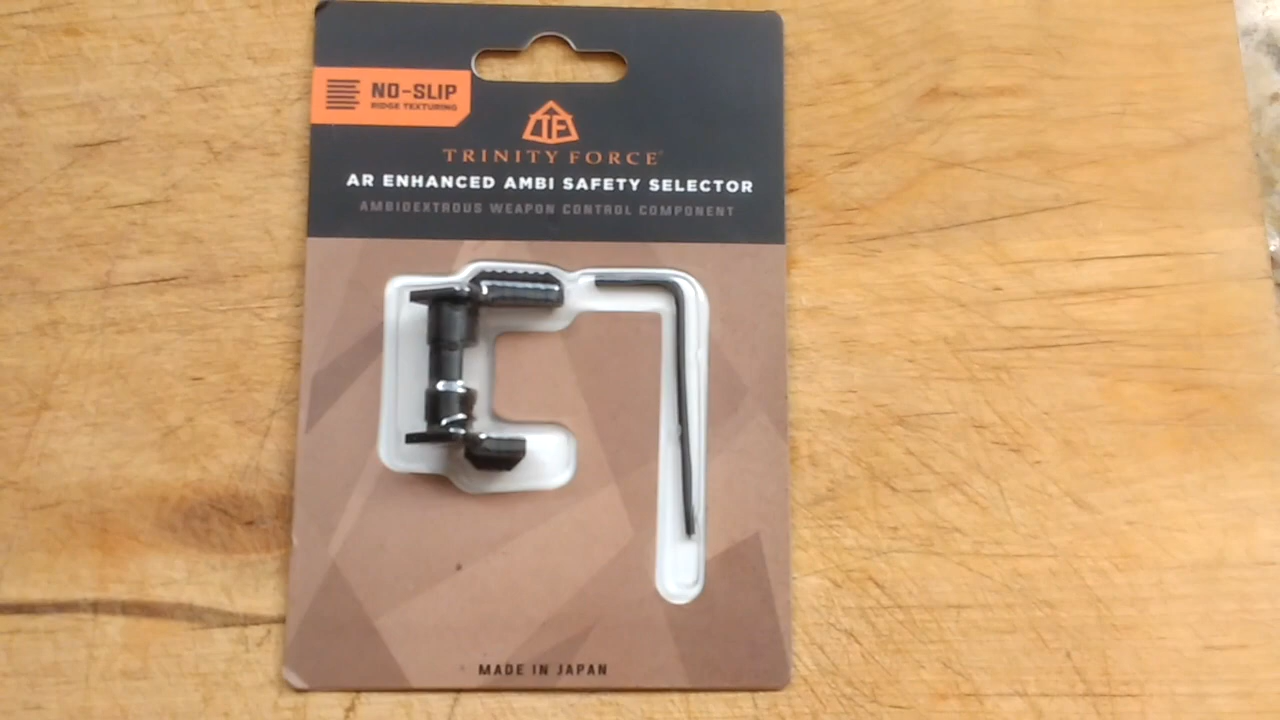 NO-SLIP
RIDGE TEXTURING
TF
TRINITY FORCE®
AR ENHANCED AMBI SAFETY SELECTOR
AMBIDEXTROUS WEAPON CONTROL COMPONENT
MADE IN JAPAN